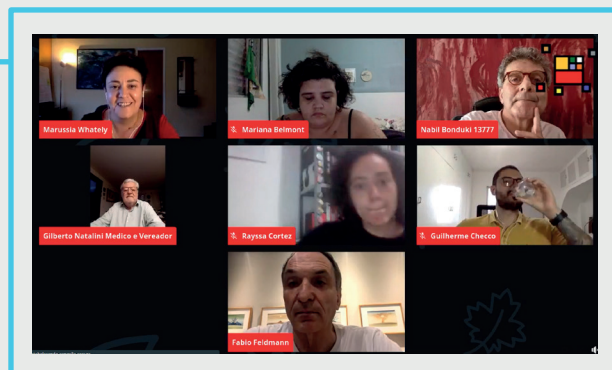 Marussia Whately
Mariana Belmont
Nabil Bonduki 13777
Gilberto Natalini Medico e Vereador
Rayssa Cortez
Guilherme Checco
Fabio Feldmann